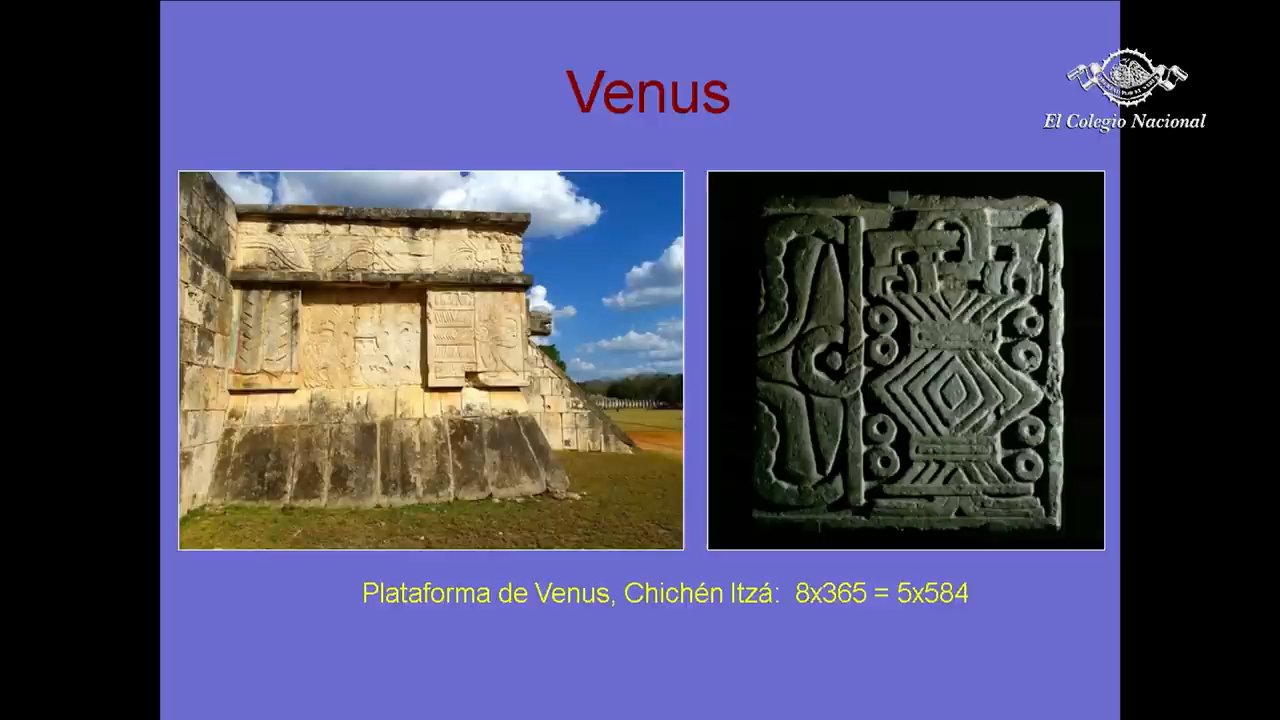 Venus
El Colegio Nacional
Plataforma de Venus, Chichén Itzá: 8x365 = 5x584